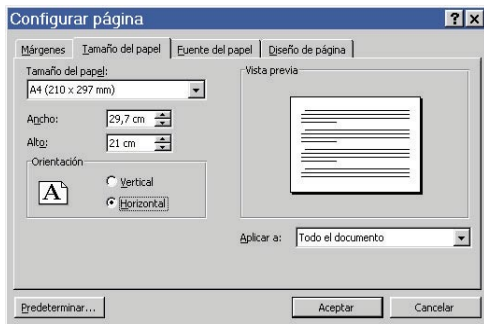 Configurar página
Márgenes Tamaño del papel Fuente del papel Diseño de página
Tamaño del papel:
A4 (210 x 297 mm)
Ancho: 29,7 cm
Alto: 21 cm
Orientación
A
Vertical
Horizontal
Vista previa
Aplicar a: Todo el documento
Predeterminar... Aceptar Cancelar